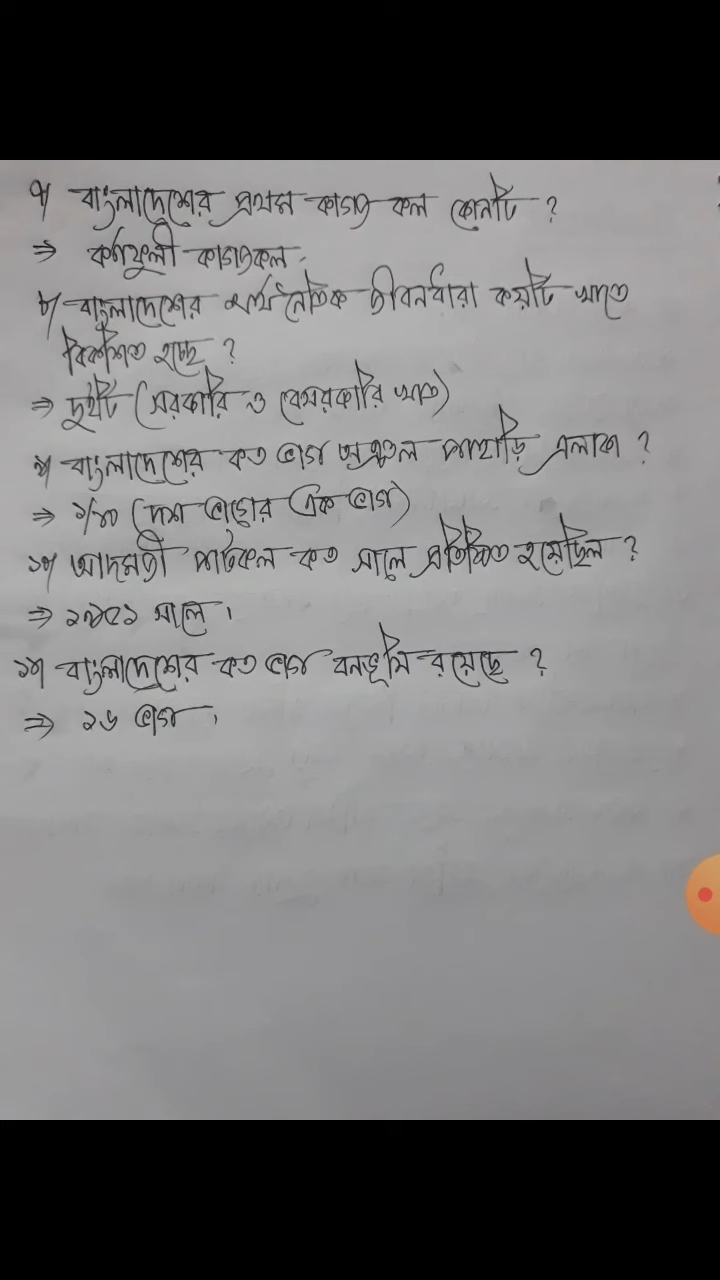 ৭) বাংলাদেশের প্রথম কাগজ কল কোনটি ?
⇒ কর্ণফুলী কাগজকল.
৮) বাংলাদেশের অর্থনৈতিক জীবনধারা কয়টি খাতে
বিকশিত হচ্ছে ?
⇒ দুইটি (সরকারি ও বেসরকারি খাত)
৯) বাংলাদেশের কত ভাগ অঞ্চল পাহাড়ি এলাকা ?
⇒ ১/১০ (দশ ভাগের এক ভাগ)
১০) আদমজী পাটকল কত সালে প্রতিষ্ঠিত হয়েছিল ?
⇒ ১৯৫১ সালে।
১১) বাংলাদেশের কত ভাগ বনভূমি রয়েছে ?
⇒ ১৬ ভাগ।